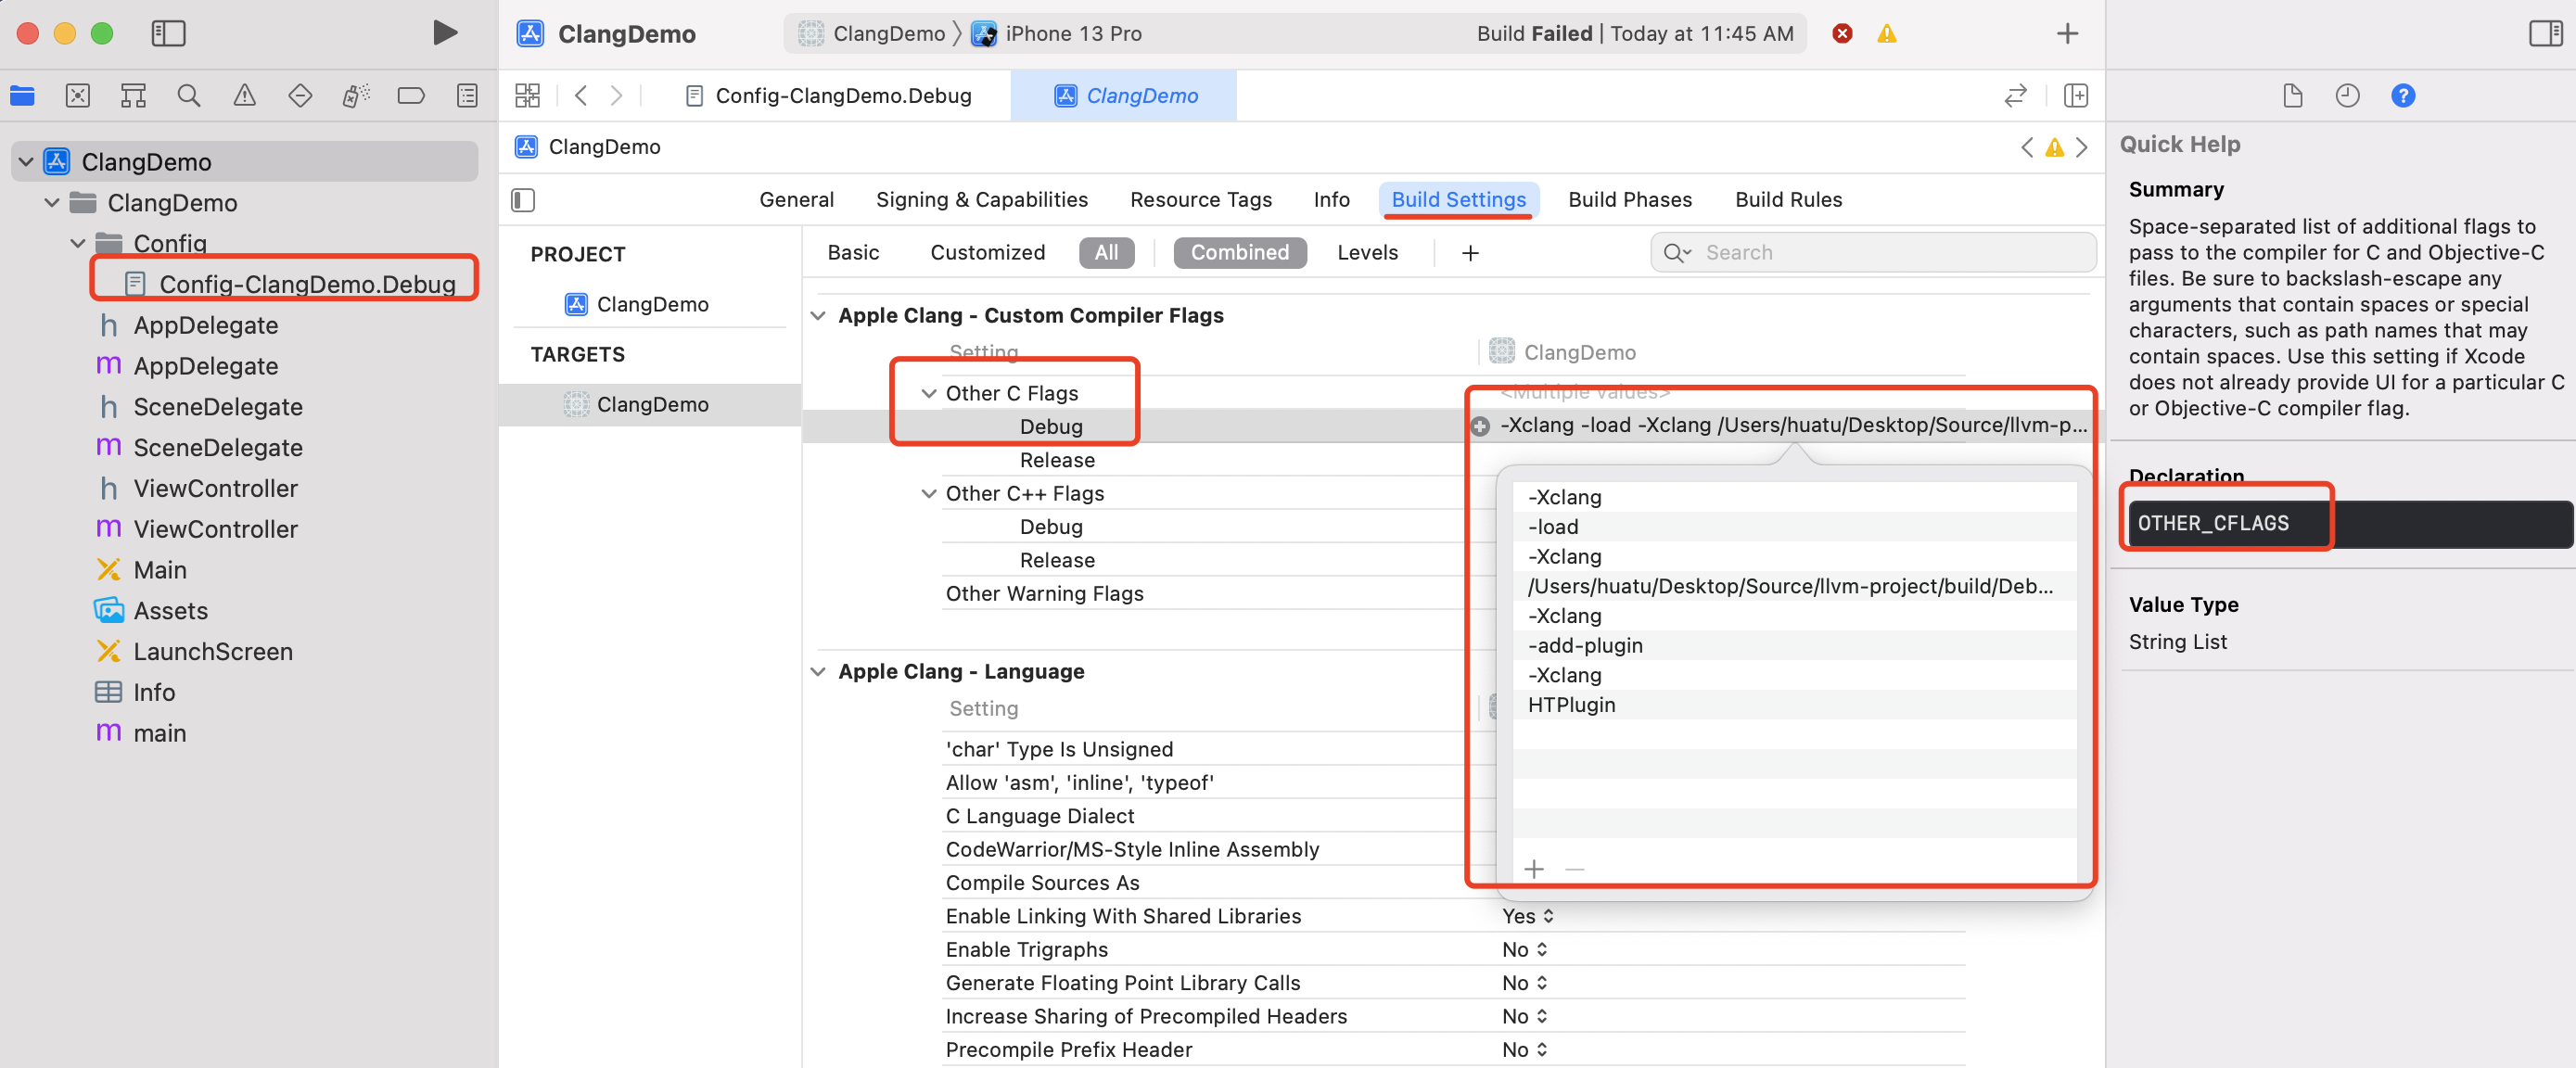 ClangDemo
ClangDemo
iPhone 13 Pro
Build Failed | Today at 11:45 AM
Config-ClangDemo.Debug
ClangDemo
ClangDemo
General
Signing & Capabilities
Resource Tags
Info
Build Settings
Build Phases
Build Rules
ClangDemo
ClangDemo
Config
Config-ClangDemo.Debug
h AppDelegate
m AppDelegate
h SceneDelegate
m SceneDelegate
h ViewController
m ViewController
Main
Assets
LaunchScreen
Info
m main
PROJECT
ClangDemo
TARGETS
ClangDemo
Basic
Customized
All
Combined
Levels
Search
Apple Clang - Custom Compiler Flags
Setting
ClangDemo
Other C Flags
<Multiple values>
Debug
-Xclang -load -Xclang /Users/huatu/Desktop/Source/llvm-p...
Release
Other C++ Flags
Debug
Release
Other Warning Flags
-Xclang
-load
-Xclang
/Users/huatu/Desktop/Source/llvm-project/build/Deb...
-Xclang
-add-plugin
-Xclang
HTPlugin
Apple Clang - Language
Setting
'char' Type Is Unsigned
Allow 'asm', 'inline', 'typeof'
C Language Dialect
CodeWarrior/MS-Style Inline Assembly
Compile Sources As
Enable Linking With Shared Libraries Yes
Enable Trigraphs No
Generate Floating Point Library Calls No
Increase Sharing of Precompiled Headers No
Precompile Prefix Header No
Quick Help
Summary
Space-separated list of additional flags to
pass to the compiler for C and Objective-C
files. Be sure to backslash-escape any
arguments that contain spaces or special
characters, such as path names that may
contain spaces. Use this setting if Xcode
does not already provide UI for a particular C
or Objective-C compiler flag.
Declaration
OTHER_CFLAGS
Value Type
String List